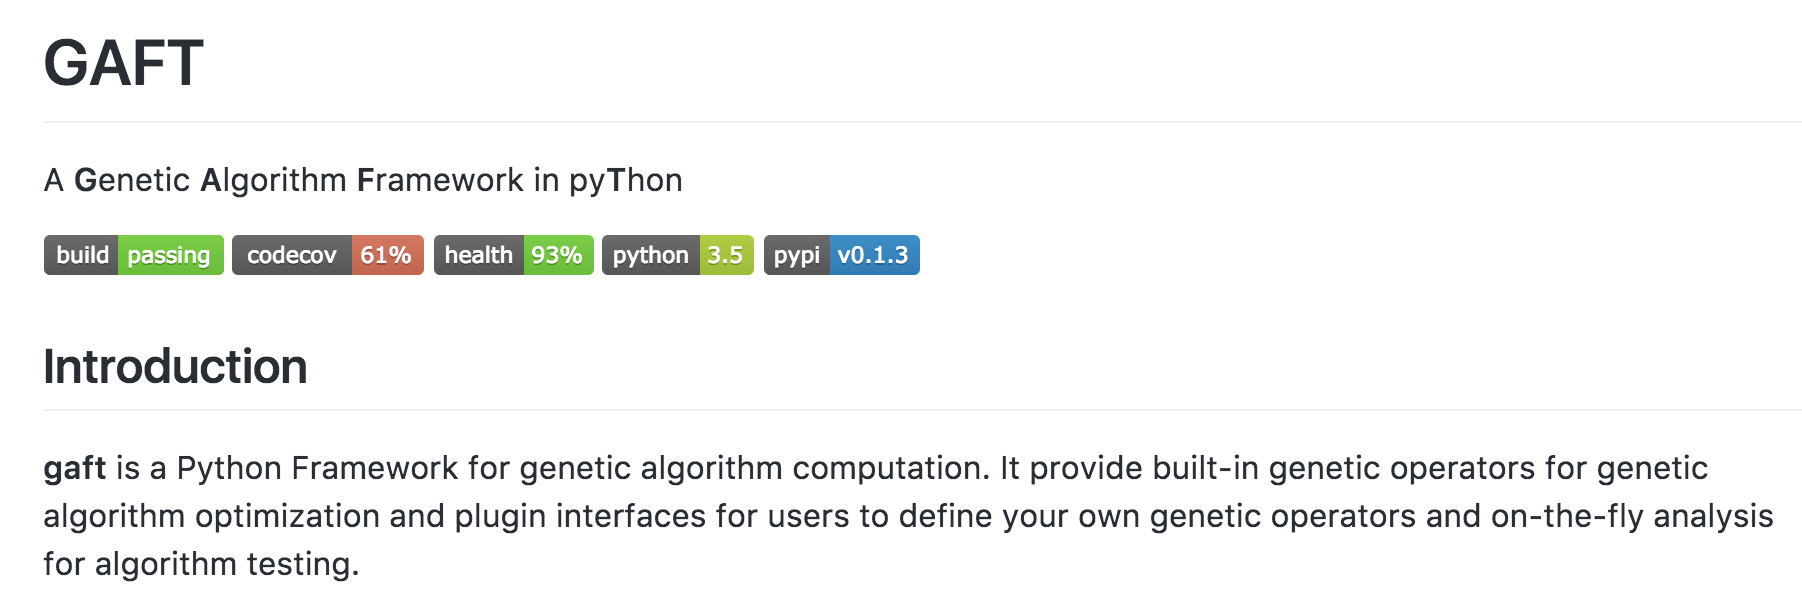 GAFT
A Genetic Algorithm Framework in pyThon
build passing codecov 61% health 93% python 3.5 pypi v0.1.3
Introduction
gaft is a Python Framework for genetic algorithm computation. It provide built-in genetic operators for genetic
algorithm optimization and plugin interfaces for users to define your own genetic operators and on-the-fly analysis
for algorithm testing.